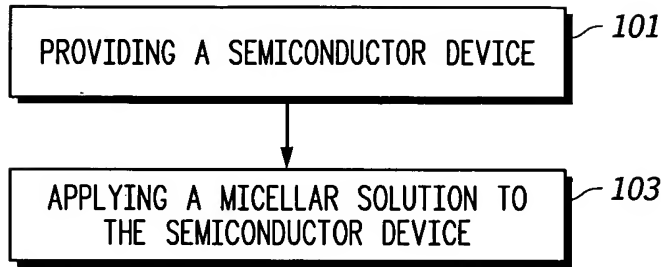 PROVIDING A SEMICONDUCTOR DEVICE
101
APPLYING A MICELLAR SOLUTION TO
THE SEMICONDUCTOR DEVICE
103